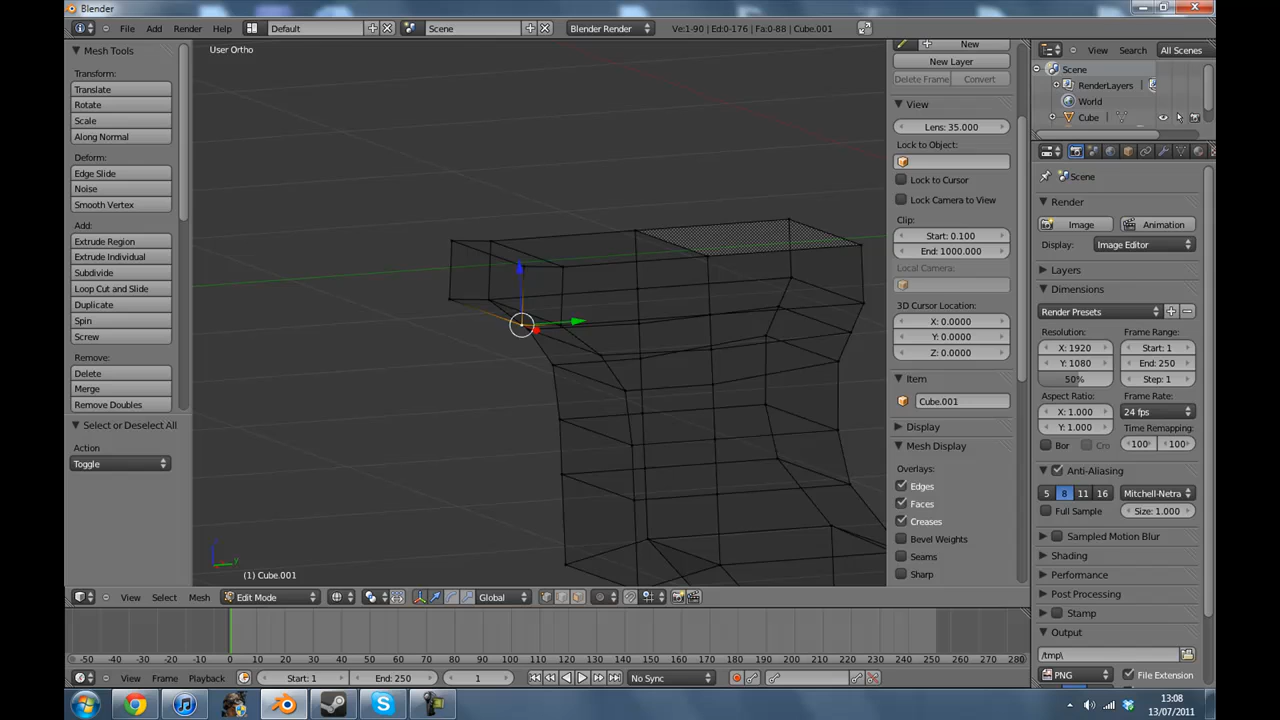 Blender
File Add Render Help Default Scene Blender Render Ve:1-90 | Ed:0-176 | Fa:0-88 | Cube.001
Mesh Tools
Transform:
Translate
Rotate
Scale
Along Normal
Deform:
Edge Slide
Noise
Smooth Vertex
Add:
Extrude Region
Extrude Individual
Subdivide
Loop Cut and Slide
Duplicate
Spin
Screw
Remove:
Delete
Merge
Remove Doubles
Select or Deselect All
Action
Toggle
User Ortho
z
y
(1) Cube.001
New
New Layer
Delete Frame Convert
View
Lens: 35.000
Lock to Object:
Lock to Cursor
Lock Camera to View
Clip:
Start: 0.100
End: 1000.000
Local Camera:
3D Cursor Location:
X: 0.0000
Y: 0.0000
Z: 0.0000
Item
Cube.001
Display
Mesh Display
Overlays:
Edges
Faces
Creases
Bevel Weights
Seams
Sharp
View Search All Scenes
Scene
RenderLayers
World
Cube
Scene
Render
Image Animation
Display: Image Editor
Layers
Dimensions
Render Presets
Resolution: Frame Range:
X: 1920 Start: 1
Y: 1080 End: 250
50% Step: 1
Aspect Ratio: Frame Rate:
X: 1.000 24 fps
Y: 1.000 Time Remapping:
Bor Cro 100 100
Anti-Aliasing
5 8 11 16 Mitchell-Netra
Full Sample Size: 1.000
Sampled Motion Blur
Shading
Performance
Post Processing
Stamp
Output
/tmp\
PNG File Extension
View Select Mesh Edit Mode Global
-50 -40 -30 -20 -10 0 10 20 30 40 50 60 70 80 90 100 110 120 130 140 150 160 170 180 190 200 210 220 230 240 250 260 270 280
View Frame Playback Start: 1 End: 250 1 No Sync
13:08
13/07/2011